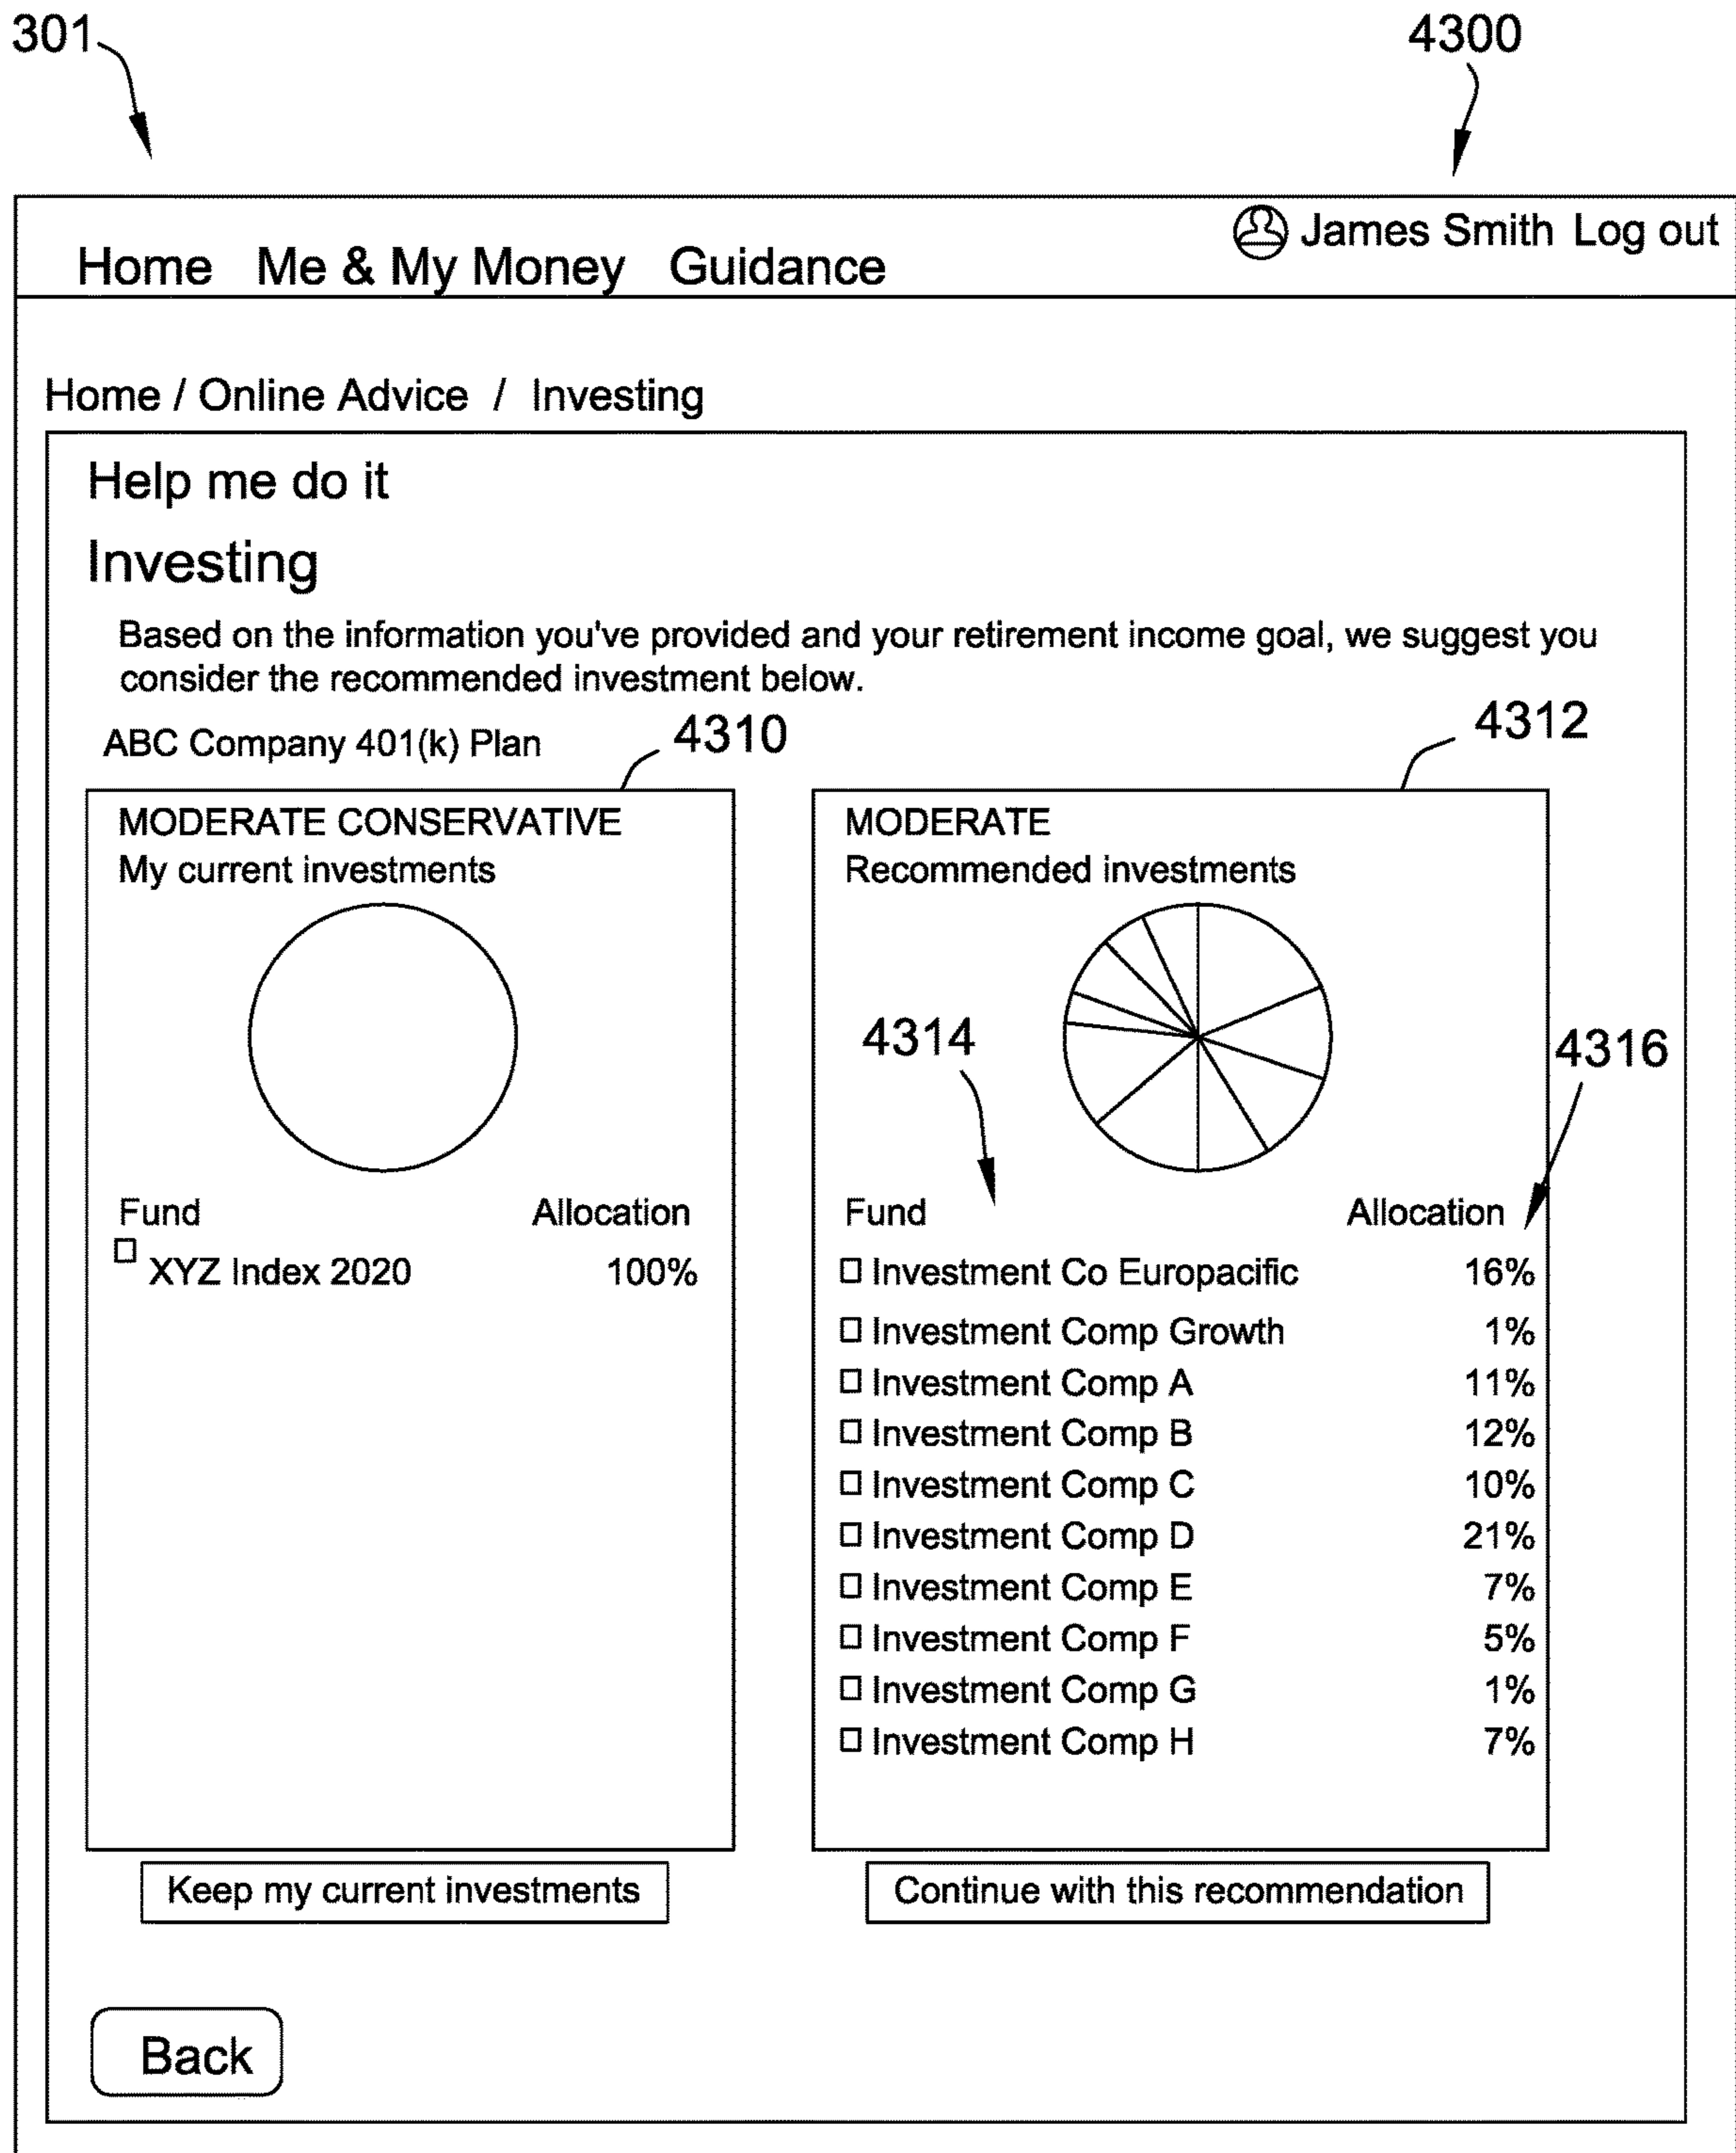 301
4300
James Smith Log out
Home Me & My Money Guidance
Home / Online Advice / Investing
Help me do it
Investing
Based on the information you've provided and your retirement income goal, we suggest you
consider the recommended investment below.
ABC Company 401(k) Plan
4310
4312
MODERATE CONSERVATIVE
My current investments
Fund Allocation
XYZ Index 2020 100%
MODERATE
Recommended investments
4314
4316
Fund Allocation
Investment Co Europacific 16%
Investment Comp Growth 1%
Investment Comp A 11%
Investment Comp B 12%
Investment Comp C 10%
Investment Comp D 21%
Investment Comp E 7%
Investment Comp F 5%
Investment Comp G 1%
Investment Comp H 7%
Keep my current investments
Continue with this recommendation
Back